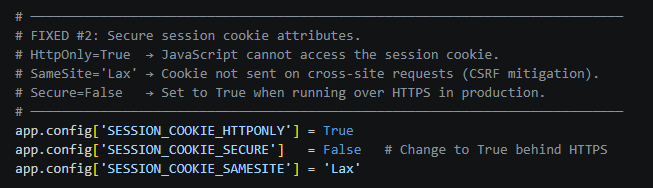 # ──────────────────────────────────────────────────────────────────────────
# FIXED #2: Secure session cookie attributes.
# HttpOnly=True  → JavaScript cannot access the session cookie.
# SameSite='Lax' → Cookie not sent on cross-site requests (CSRF mitigation).
# Secure=False   → Set to True when running over HTTPS in production.
# ──────────────────────────────────────────────────────────────────────────
app.config['SESSION_COOKIE_HTTPONLY'] = True
app.config['SESSION_COOKIE_SECURE']   = False   # Change to True behind HTTPS
app.config['SESSION_COOKIE_SAMESITE'] = 'Lax'